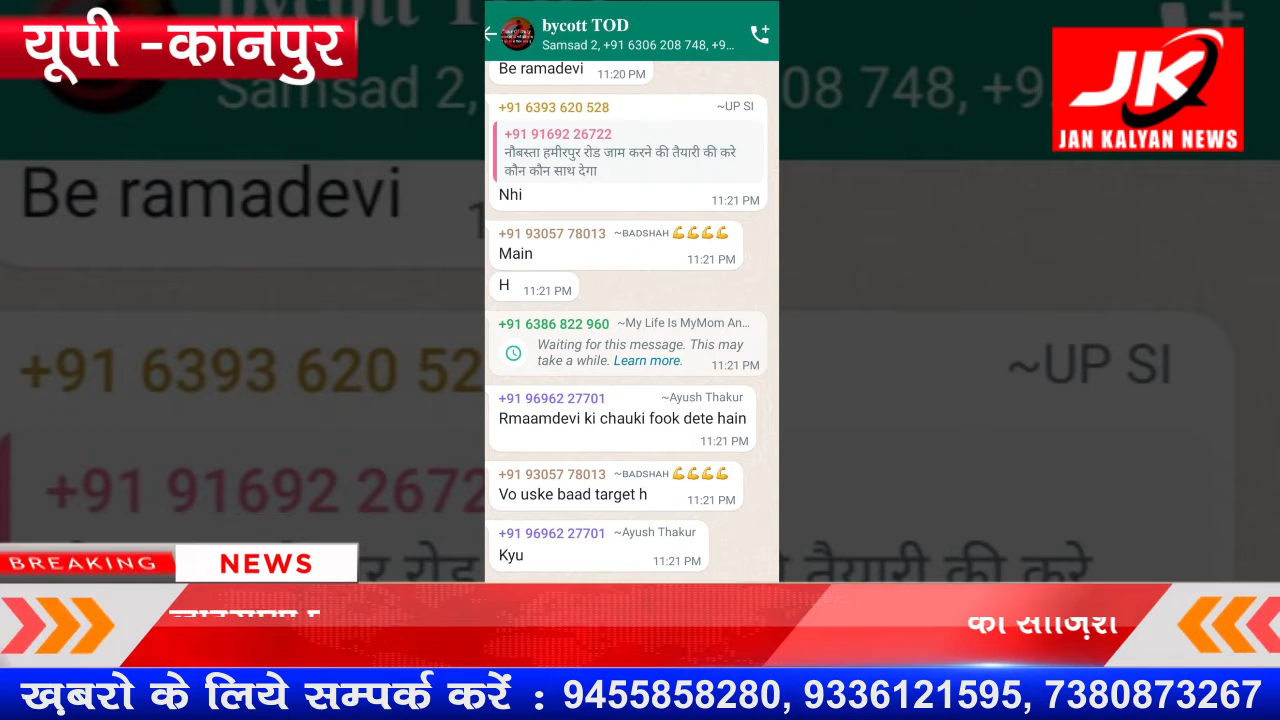 यूपी -कानपुर
bycott TOD
Samsad 2, +91 6306 208 748, +9...
JK
JAN KALYAN NEWS
Be ramadevi 11:20 PM
+91 6393 620 528 ~UP SI
+91 91692 26722
नौबस्ता हमीरपुर रोड जाम करने की तैयारी की करे
कौन कौन साथ देगा
Nhi 11:21 PM
+91 93057 78013 ~BADSHAH 💪💪💪💪
Main 11:21 PM
H 11:21 PM
+91 6386 822 960 ~My Life Is MyMom An...
Waiting for this message. This may
take a while. Learn more. 11:21 PM
+91 96962 27701 ~Ayush Thakur
Rmaamdevi ki chauki fook dete hain
11:21 PM
+91 93057 78013 ~BADSHAH 💪💪💪💪
Vo uske baad target h 11:21 PM
+91 96962 27701 ~Ayush Thakur
Kyu 11:21 PM
Samsad 2, 08 748, +9
Be ramadevi
+91 6393 620 52 ~UP SI
+91 91692 2672
तैयारी की करे
BREAKING NEWS
की साज़िश
ख़बरो के लिये सम्पर्क करें : 9455858280, 9336121595, 7380873267